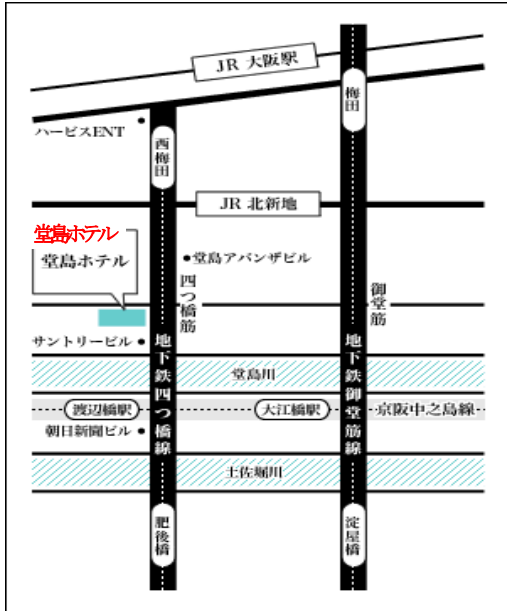 JR 大阪駅
梅田
ハービスENT
西梅田
JR 北新地
堂島ホテル
堂島ホテル
堂島アバンザビル
四つ橋筋
御堂筋
サントリービル
地下鉄四つ橋線
地下鉄御堂筋線
堂島川
渡辺橋駅
大江橋駅
京阪中之島線
朝日新聞ビル
土佐堀川
肥後橋
淀屋橋